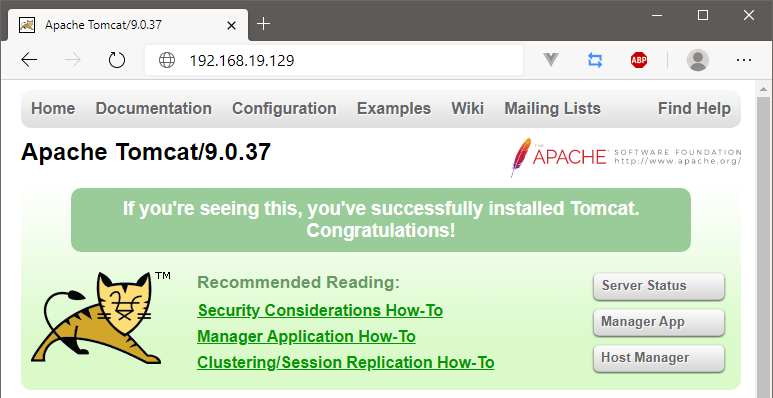 Apache Tomcat/9.0.37
192.168.19.129
ABP
Home Documentation Configuration Examples Wiki Mailing Lists Find Help
Apache Tomcat/9.0.37
THE APACHE® SOFTWARE FOUNDATION
http://www.apache.org/
If you're seeing this, you've successfully installed Tomcat.
Congratulations!
TM
Recommended Reading:
Security Considerations How-To
Manager Application How-To
Clustering/Session Replication How-To
Server Status
Manager App
Host Manager